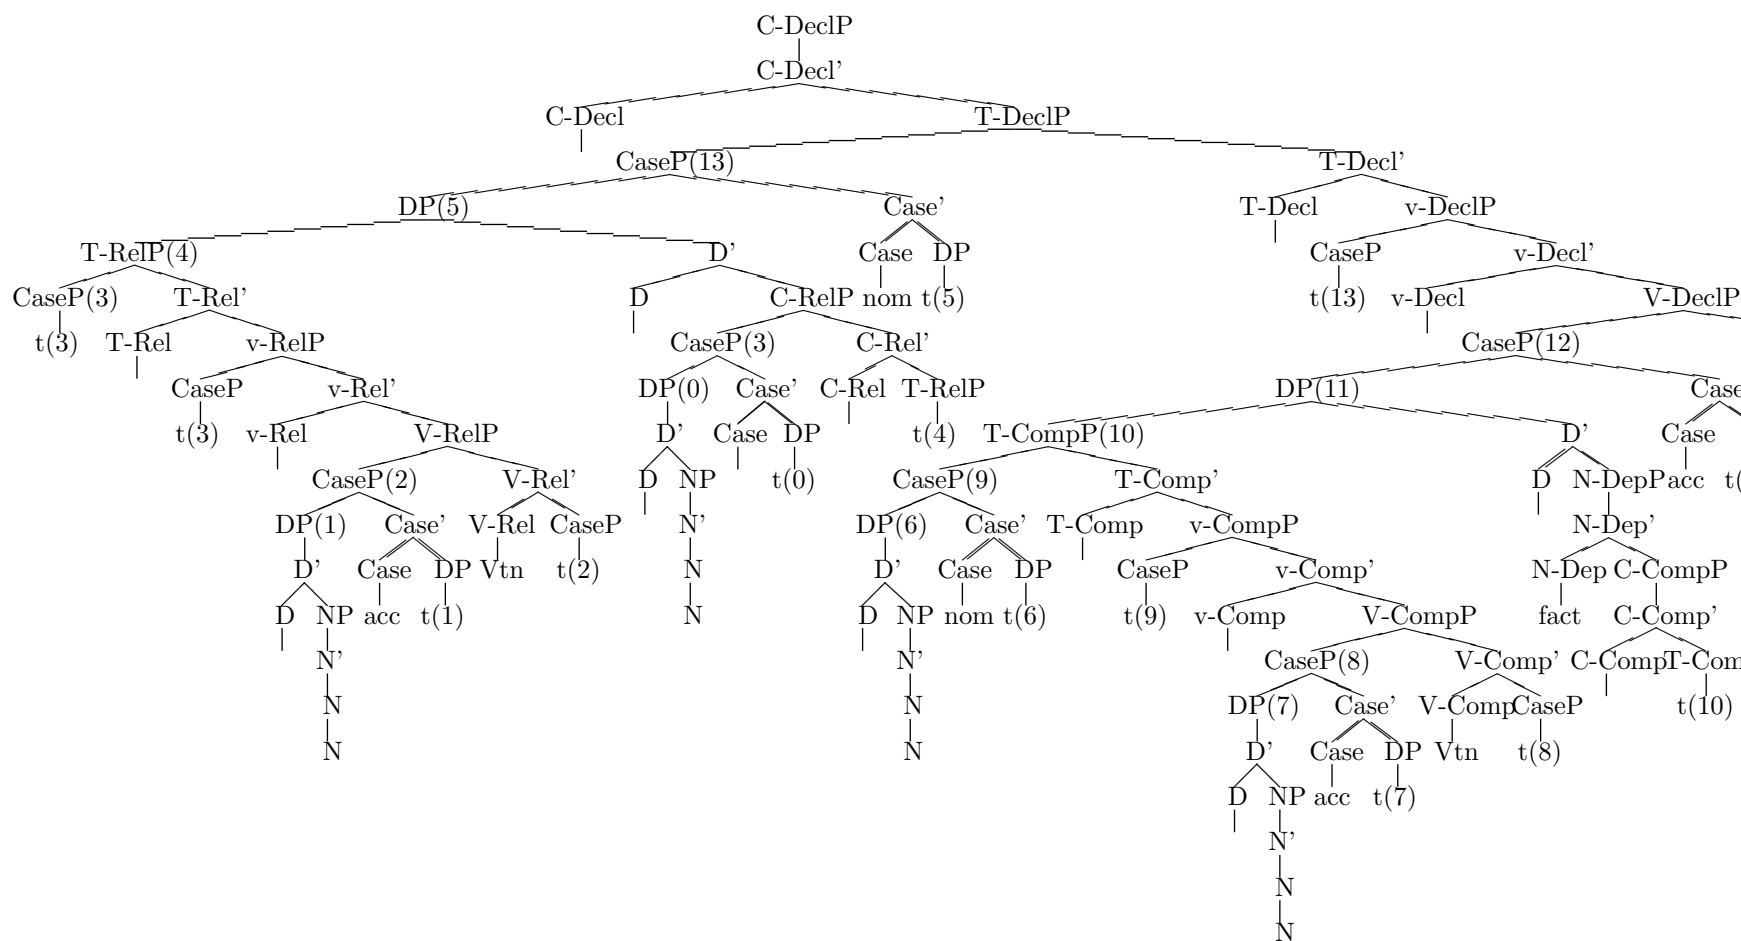 C-DeclP
C-Decl'
C-Decl T-DeclP
CaseP(13) T-Decl'
DP(5) Case' T-Decl v-DeclP
T-RelP(4) D' Case DP CaseP v-Decl'
CaseP(3) T-Rel' D C-RelP nom t(5) t(13) v-Decl V-DeclP
t(3) T-Rel v-RelP CaseP(3) C-Rel' CaseP(12)
CaseP v-Rel' DP(0) Case' C-Rel T-RelP DP(11) Case
t(3) v-Rel V-RelP D' Case DP t(4) T-CompP(10) D' Case
CaseP(2) V-Rel' D NP t(0) CaseP(9) T-Comp' D N-DepP acc t(
DP(1) Case' V-Rel CaseP N' DP(6) Case' T-Comp v-CompP N-Dep'
D' Case DP Vtn t(2) N D' Case DP CaseP v-Comp' N-Dep C-CompP
D NP acc t(1) N D NP nom t(6) t(9) v-Comp V-CompP fact C-Comp'
N' N' CaseP(8) V-Comp' C-Comp T-Com
N N DP(7) Case' V-Comp CaseP t(10)
N N D' Case DP Vtn t(8)
D NP acc t(7)
N'
N
N